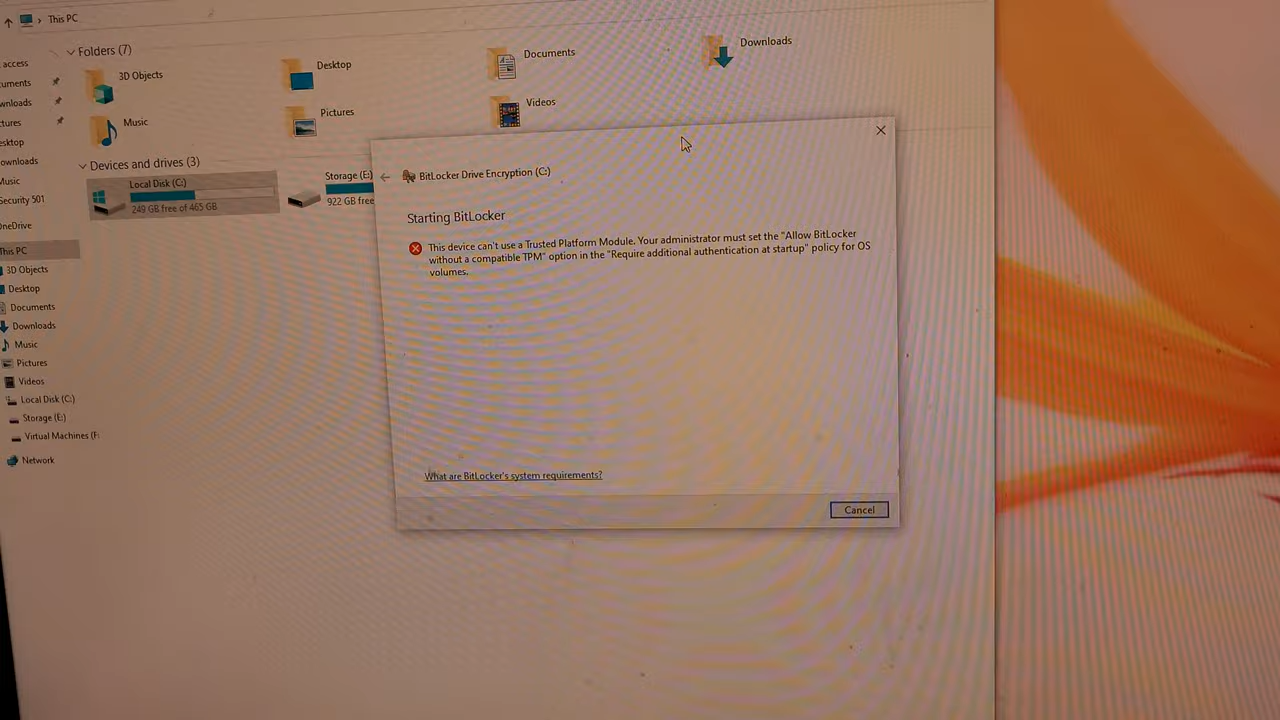 This PC
Folders (7)
3D Objects
Desktop
Documents
Downloads
Music
Pictures
Videos
Devices and drives (3)
Local Disk (C:)
249 GB free of 465 GB
Storage (E:)
922 GB free
access
uments
wnloads
ctures
esktop
ownloads
Music
Security 501
OneDrive
This PC
3D Objects
Desktop
Documents
Downloads
Music
Pictures
Videos
Local Disk (C:)
Storage (E:)
Virtual Machines (F:
Network
BitLocker Drive Encryption (C:)
Starting BitLocker
This device can't use a Trusted Platform Module. Your administrator must set the "Allow BitLocker
without a compatible TPM" option in the "Require additional authentication at startup" policy for OS
volumes.
What are BitLocker's system requirements?
Cancel